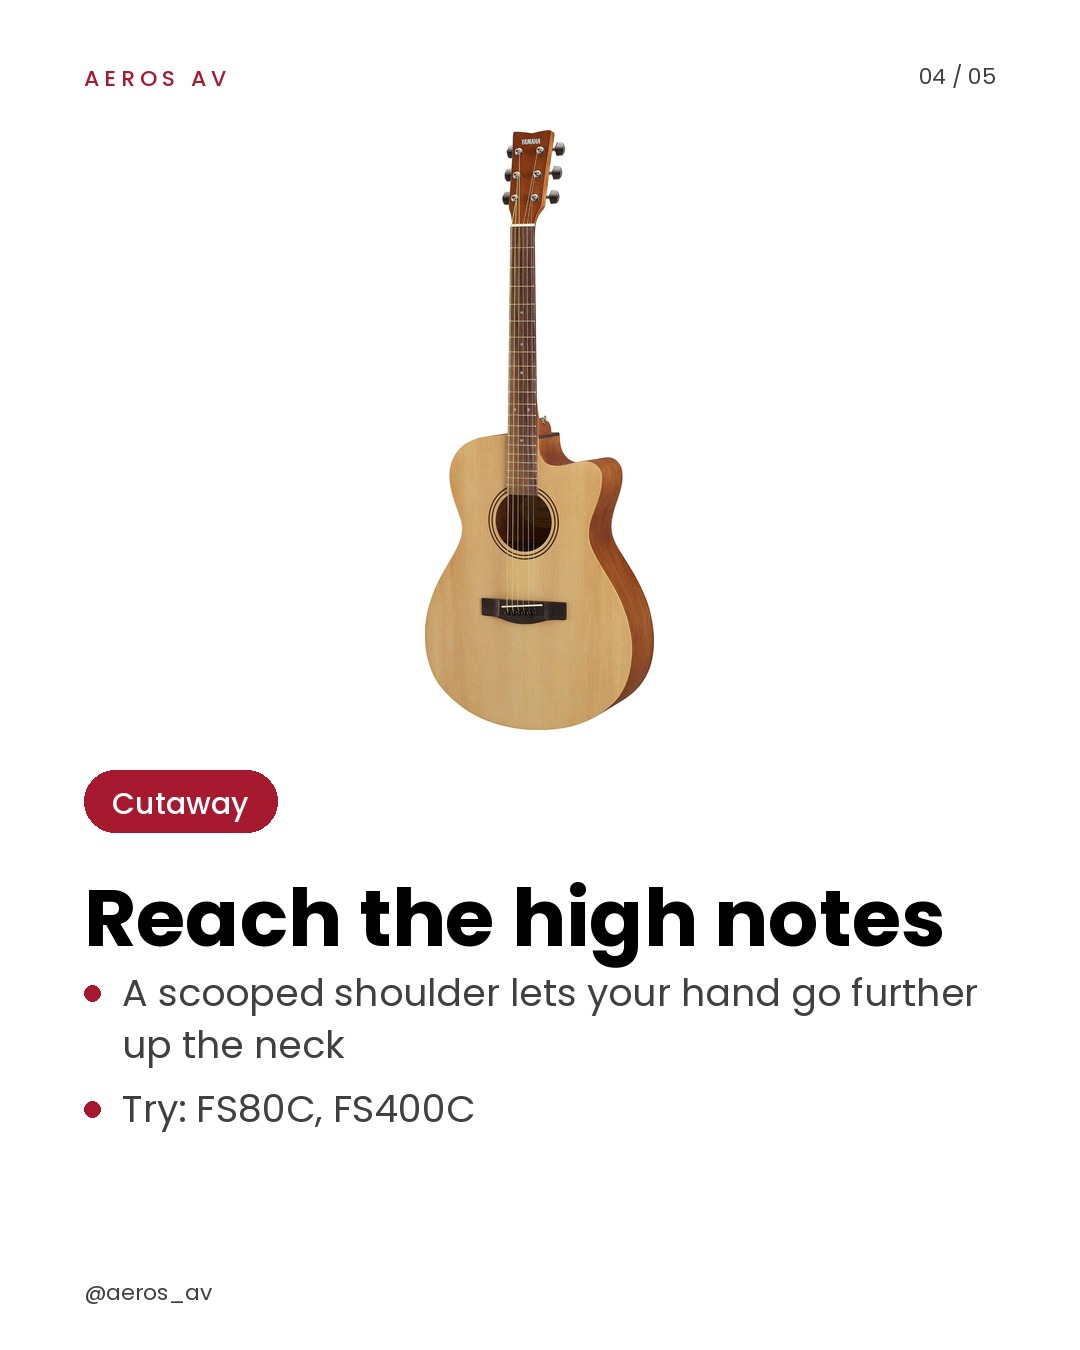 AEROS AV
04 / 05
YAMAHA
Cutaway
Reach the high notes
A scooped shoulder lets your hand go further
up the neck
Try: FS80C, FS400C
@aeros_av